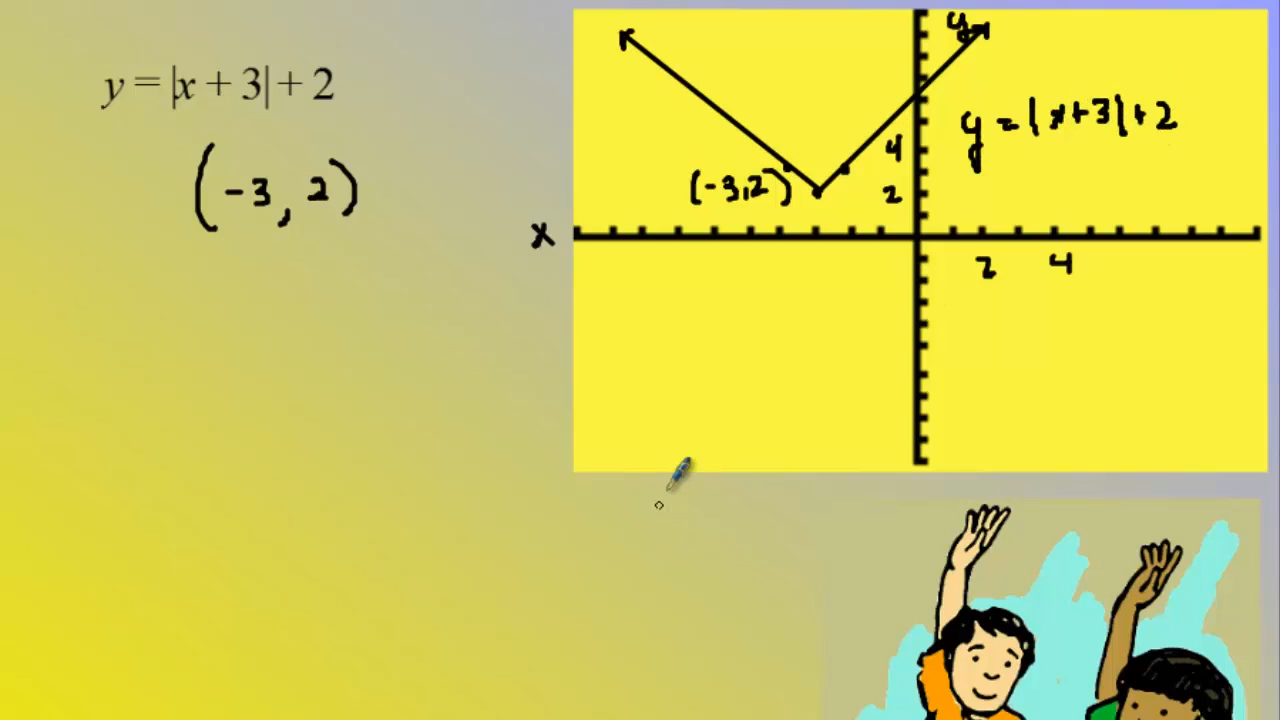 y = |x + 3| + 2
(-3, 2)
y
y = |x+3| + 2
4
(-3,2)
2
x
2 4